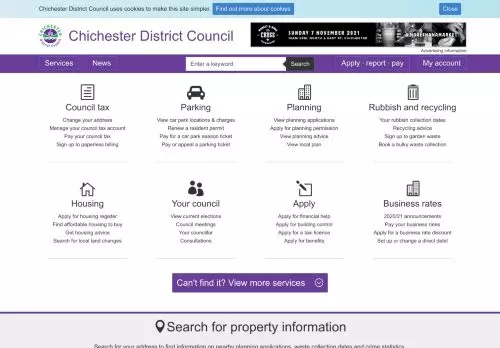 Chichester District Council uses cookies to make this site simpler. Find out more about cookies Close
Chichester District Council
CROSS
SUNDAY 7 NOVEMBER 2021
10AM-4PM, NORTH & EAST ST, CHICHESTER
#MORETHANAMARKET
Advertising information
Services News Enter a keyword Search Apply · report · pay My account
Council tax
Change your address
Manage your council tax account
Pay your council tax
Sign up to paperless billing
Parking
View car park locations & charges
Renew a resident permit
Pay for a car park season ticket
Pay or appeal a parking ticket
Planning
View planning applications
Apply for planning permission
View planning advice
View local plan
Rubbish and recycling
Your rubbish collection dates
Recycling advice
Sign up to garden waste
Book a bulky waste collection
Housing
Apply for housing register
Find affordable housing to buy
Get housing advice
Search for local land changes
Your council
View current elections
Council meetings
Your councillor
Consultations
Apply
Apply for financial help
Apply for building control
Apply for a tax licence
Apply for benefits
Business rates
2020/21 announcements
Pay your business rates
Apply for a business rate discount
Set up or change a direct debit
Can't find it? View more services
Search for property information
Search for your address to find information on nearby planning applications, waste collection dates and crime statistics